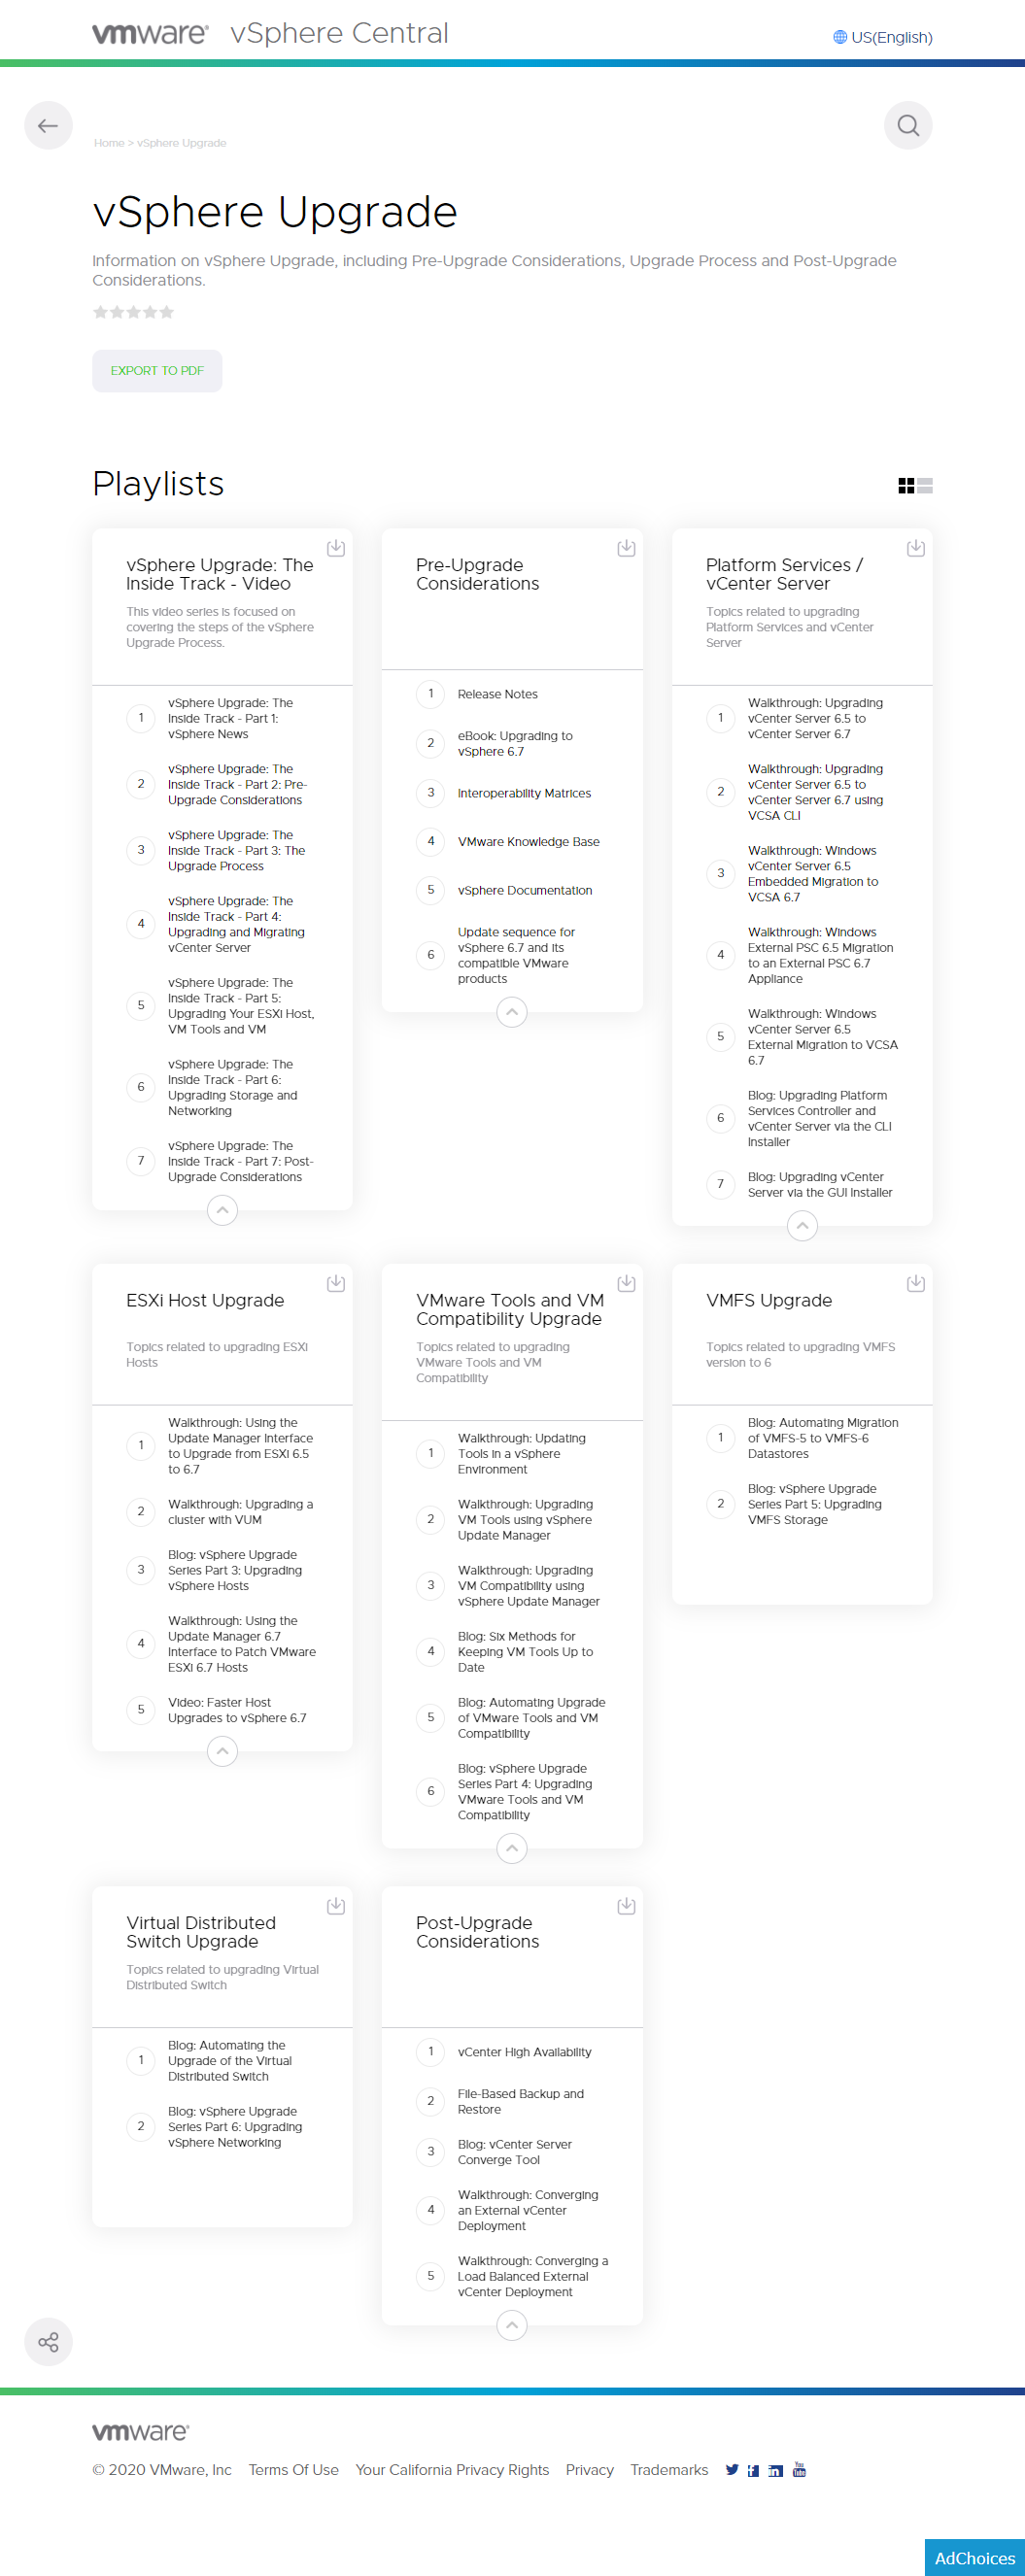 vmware® vSphere Central
US(English)
Home > vSphere Upgrade
vSphere Upgrade
Information on vSphere Upgrade, including Pre-Upgrade Considerations, Upgrade Process and Post-Upgrade
Considerations.
EXPORT TO PDF
Playlists
vSphere Upgrade: The
Inside Track - Video
This video series is focused on
covering the steps of the vSphere
Upgrade Process.
1
vSphere Upgrade: The
Inside Track - Part 1:
vSphere News
2
vSphere Upgrade: The
Inside Track - Part 2: Pre-
Upgrade Considerations
3
vSphere Upgrade: The
Inside Track - Part 3: The
Upgrade Process
4
vSphere Upgrade: The
Inside Track - Part 4:
Upgrading and Migrating
vCenter Server
5
vSphere Upgrade: The
Inside Track - Part 5:
Upgrading Your ESXi Host,
VM Tools and VM
6
vSphere Upgrade: The
Inside Track - Part 6:
Upgrading Storage and
Networking
7
vSphere Upgrade: The
Inside Track - Part 7: Post-
Upgrade Considerations
Pre-Upgrade
Considerations
1
Release Notes
2
eBook: Upgrading to
vSphere 6.7
3
Interoperability Matrices
4
VMware Knowledge Base
5
vSphere Documentation
6
Update sequence for
vSphere 6.7 and its
compatible VMware
products
Platform Services /
vCenter Server
Topics related to upgrading
Platform Services and vCenter
Server
1
Walkthrough: Upgrading
vCenter Server 6.5 to
vCenter Server 6.7
2
Walkthrough: Upgrading
vCenter Server 6.5 to
vCenter Server 6.7 using
VCSA CLI
3
Walkthrough: Windows
vCenter Server 6.5
Embedded Migration to
VCSA 6.7
4
Walkthrough: Windows
External PSC 6.5 Migration
to an External PSC 6.7
Appliance
5
Walkthrough: Windows
vCenter Server 6.5
External Migration to VCSA
6.7
6
Blog: Upgrading Platform
Services Controller and
vCenter Server via the CLI
Installer
7
Blog: Upgrading vCenter
Server via the GUI Installer
ESXi Host Upgrade
Topics related to upgrading ESXi
Hosts
1
Walkthrough: Using the
Update Manager Interface
to Upgrade from ESXi 6.5
to 6.7
2
Walkthrough: Upgrading a
cluster with VUM
3
Blog: vSphere Upgrade
Series Part 3: Upgrading
vSphere Hosts
4
Walkthrough: Using the
Update Manager 6.7
Interface to Patch VMware
ESXi 6.7 Hosts
5
Video: Faster Host
Upgrades to vSphere 6.7
VMware Tools and VM
Compatibility Upgrade
Topics related to upgrading
VMware Tools and VM
Compatibility
1
Walkthrough: Updating
Tools in a vSphere
Environment
2
Walkthrough: Upgrading
VM Tools using vSphere
Update Manager
3
Walkthrough: Upgrading
VM Compatibility using
vSphere Update Manager
4
Blog: Six Methods for
Keeping VM Tools Up to
Date
5
Blog: Automating Upgrade
of VMware Tools and VM
Compatibility
6
Blog: vSphere Upgrade
Series Part 4: Upgrading
VMware Tools and VM
Compatibility
VMFS Upgrade
Topics related to upgrading VMFS
version to 6
1
Blog: Automating Migration
of VMFS-5 to VMFS-6
Datastores
2
Blog: vSphere Upgrade
Series Part 5: Upgrading
VMFS Storage
Virtual Distributed
Switch Upgrade
Topics related to upgrading Virtual
Distributed Switch
1
Blog: Automating the
Upgrade of the Virtual
Distributed Switch
2
Blog: vSphere Upgrade
Series Part 6: Upgrading
vSphere Networking
Post-Upgrade
Considerations
1
vCenter High Availability
2
File-Based Backup and
Restore
3
Blog: vCenter Server
Converge Tool
4
Walkthrough: Converging
an External vCenter
Deployment
5
Walkthrough: Converging a
Load Balanced External
vCenter Deployment
vmware®
© 2020 VMware, Inc Terms Of Use Your California Privacy Rights Privacy Trademarks
AdChoices